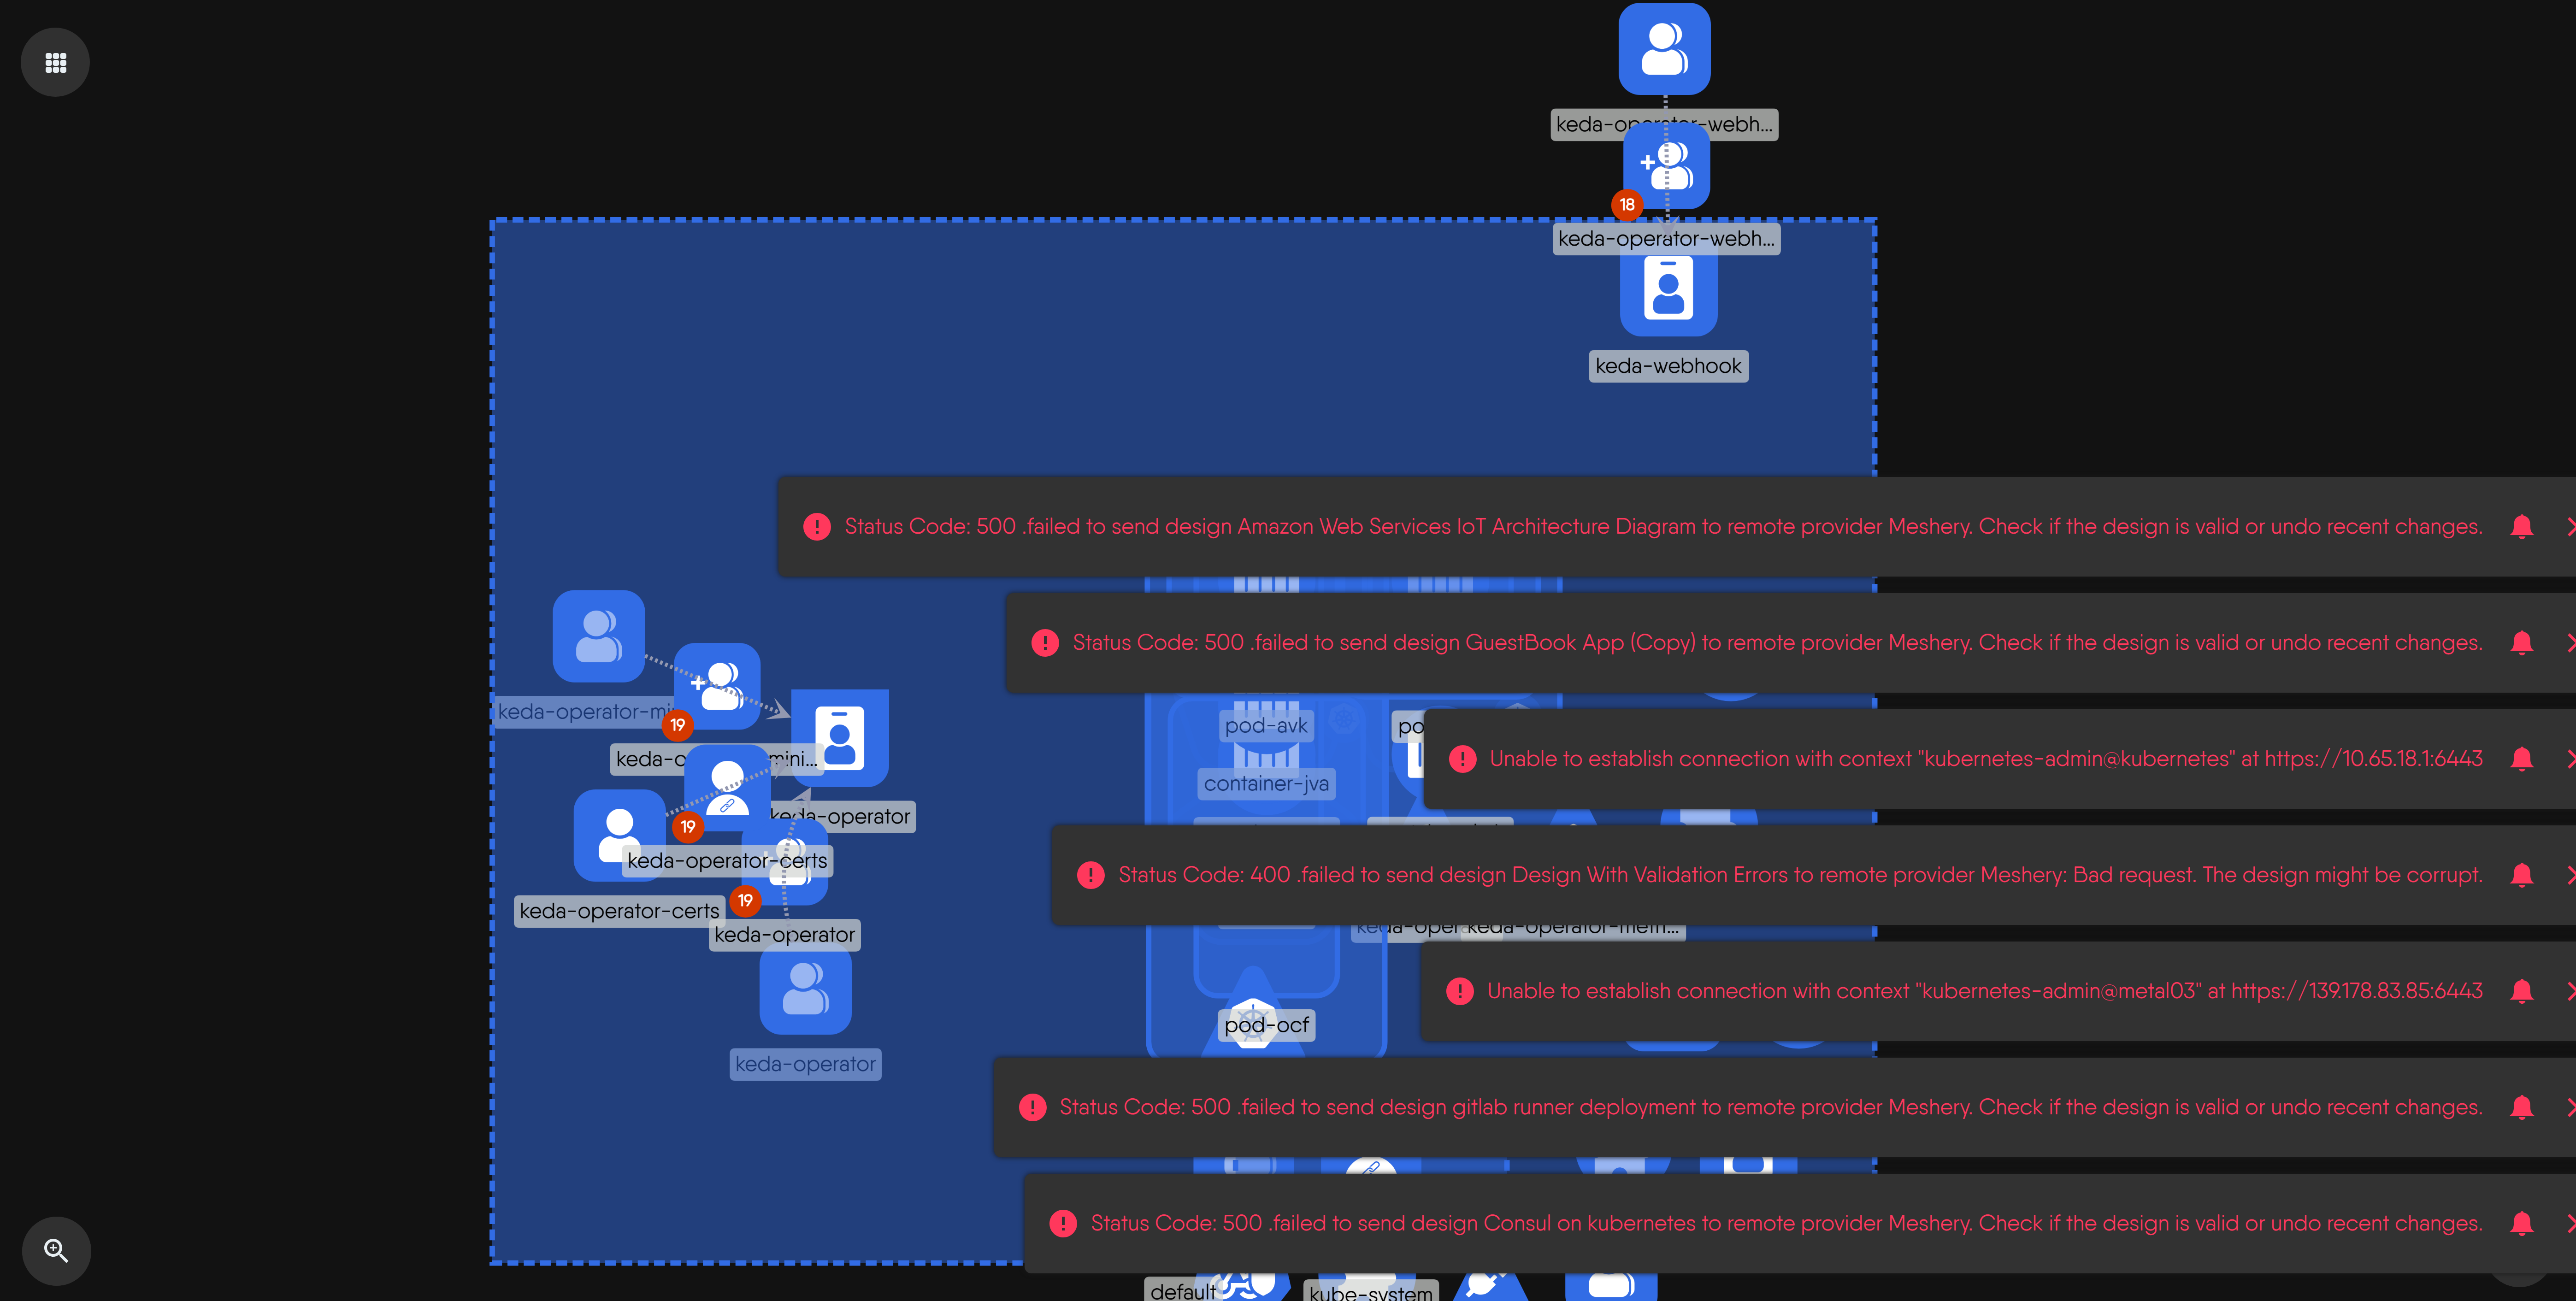 keda-operator-webh...
18
keda-operator-webh...
keda-webhook
Status Code: 500 .failed to send design Amazon Web Services IoT Architecture Diagram to remote provider Meshery. Check if the design is valid or undo recent changes.
Status Code: 500 .failed to send design GuestBook App (Copy) to remote provider Meshery. Check if the design is valid or undo recent changes.
keda-operator-mi
19
pod-avk
po
keda-o mini...
Unable to establish connection with context "kubernetes-admin@kubernetes" at https://10.65.18.1:6443
container-jva
keda-operator
19
keda-operator-certs
Status Code: 400 .failed to send design Design With Validation Errors to remote provider Meshery: Bad request. The design might be corrupt.
19
keda-operator-certs
keda-operator
keda-oper keda-operator-mem...
Unable to establish connection with context "kubernetes-admin@metal03" at https://139.178.83.85:6443
pod-ocf
keda-operator
Status Code: 500 .failed to send design gitlab runner deployment to remote provider Meshery. Check if the design is valid or undo recent changes.
Status Code: 500 .failed to send design Consul on kubernetes to remote provider Meshery. Check if the design is valid or undo recent changes.
default
kube-system